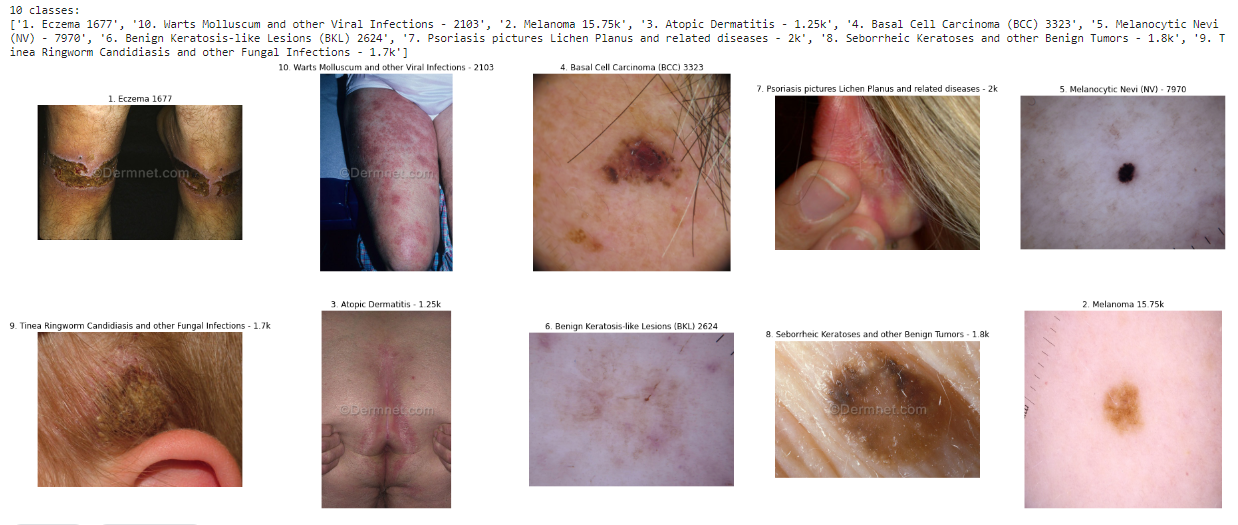 10 classes:
['1. Eczema 1677', '10. Warts Molluscum and other Viral Infections - 2103', '2. Melanoma 15.75k', '3. Atopic Dermatitis - 1.25k', '4. Basal Cell Carcinoma (BCC) 3323', '5. Melanocytic Nevi
(NV) - 7970', '6. Benign Keratosis-like Lesions (BKL) 2624', '7. Psoriasis pictures Lichen Planus and related diseases - 2k', '8. Seborrheic Keratoses and other Benign Tumors - 1.8k', '9. T
inea Ringworm Candidiasis and other Fungal Infections - 1.7k']
1. Eczema 1677
©Dermnet.com
10. Warts Molluscum and other Viral Infections - 2103
©Dermnet.com
4. Basal Cell Carcinoma (BCC) 3323
7. Psoriasis pictures Lichen Planus and related diseases - 2k
5. Melanocytic Nevi (NV) - 7970
9. Tinea Ringworm Candidiasis and other Fungal Infections - 1.7k
3. Atopic Dermatitis - 1.25k
©Dermnet.com
6. Benign Keratosis-like Lesions (BKL) 2624
8. Seborrheic Keratoses and other Benign Tumors - 1.8k
©Dermnet.com
2. Melanoma 15.75k